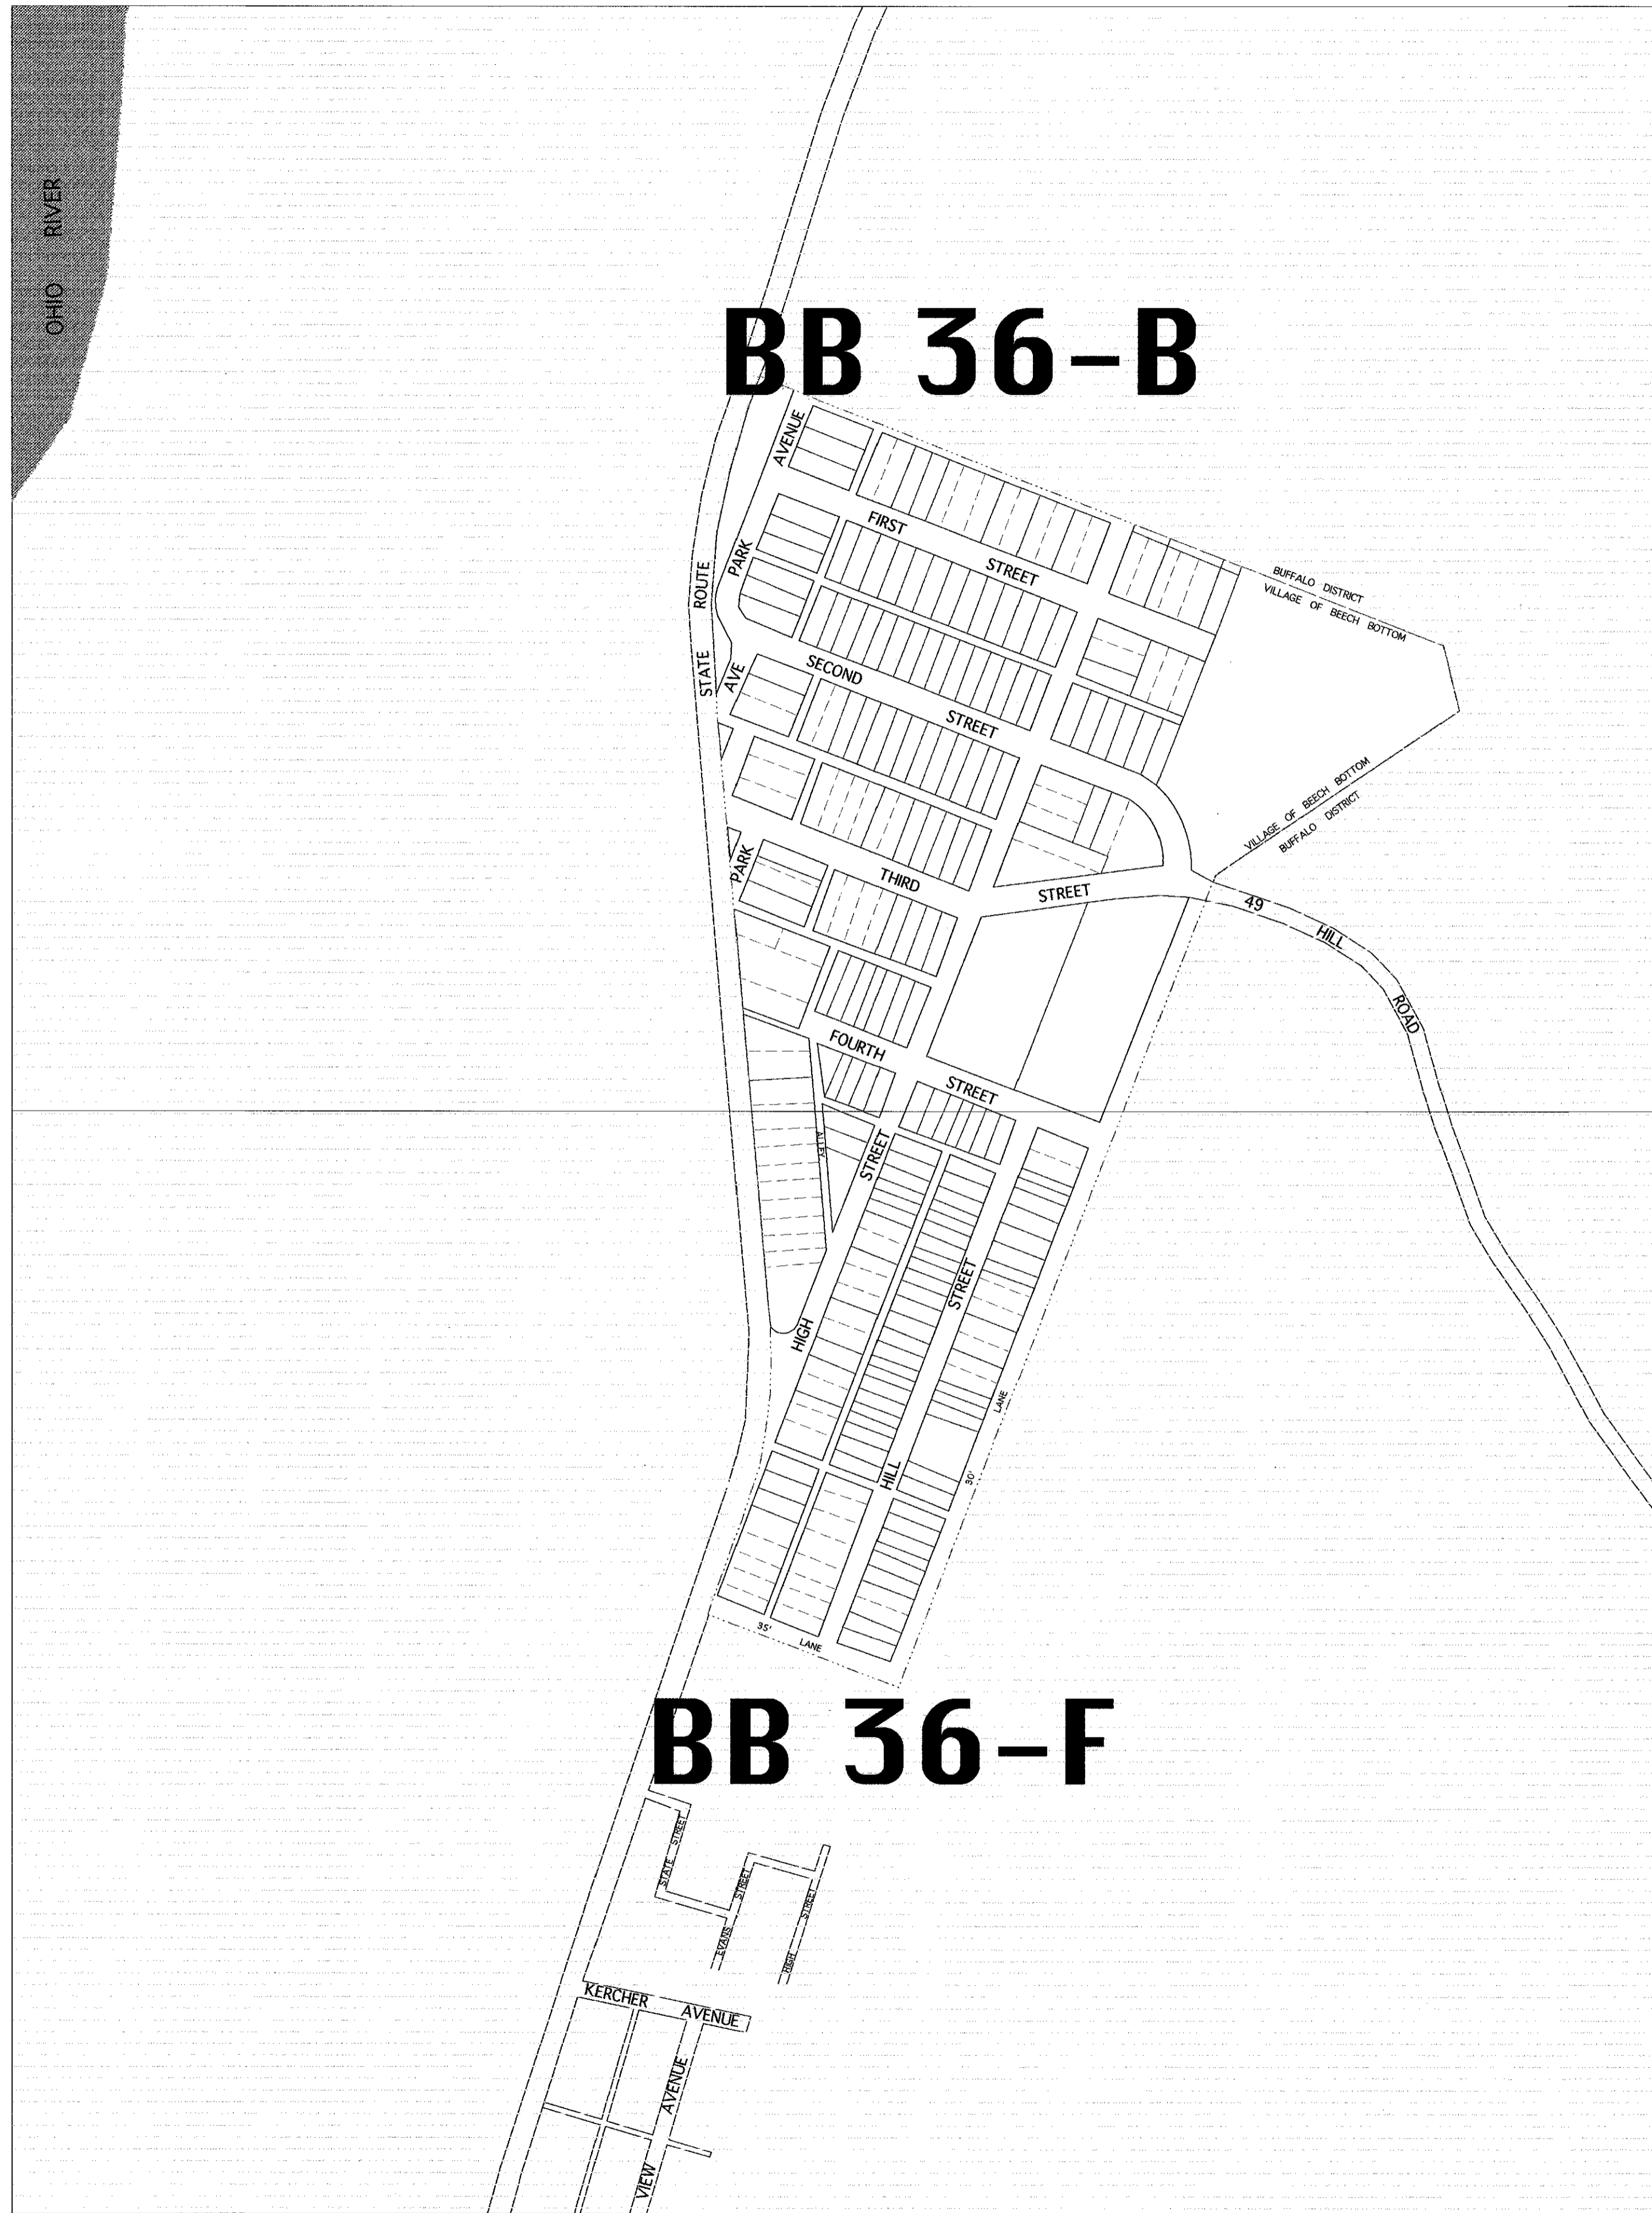 OHIO RIVER
BB 36-B
AVENUE
PARK
FIRST
STREET
STATE ROUTE
BUFFALO DISTRICT
VILLAGE OF BEECH BOTTOM
AVE
SECOND
STREET
VILLAGE OF BEECH BOTTOM
BUFFALO DISTRICT
PARK
THIRD
STREET
49
HILL
ROAD
FOURTH
STREET
ALLEY
HIGH STREET
HILL STREET
30' LANE
35' LANE
BB 36-F
STATE STREET
EVANS STREET
HIGH STREET
KERCHER AVENUE
VIEW AVENUE